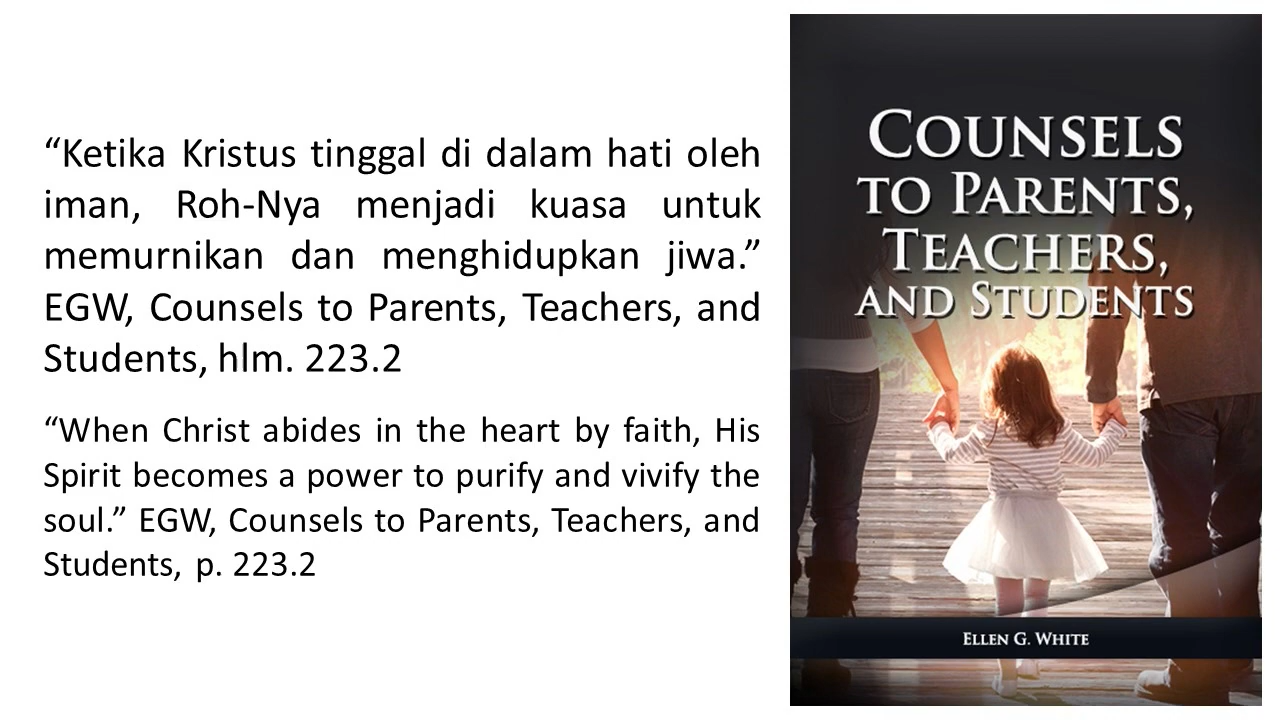 “Ketika Kristus tinggal di dalam hati oleh
iman, Roh-Nya menjadi kuasa untuk
memurnikan dan menghidupkan jiwa.”
EGW, Counsels to Parents, Teachers, and
Students, hlm. 223.2
“When Christ abides in the heart by faith, His
Spirit becomes a power to purify and vivify the
soul.” EGW, Counsels to Parents, Teachers, and
Students, p. 223.2
COUNSELS
TO PARENTS,
TEACHERS,
AND STUDENTS
ELLEN G. WHITE